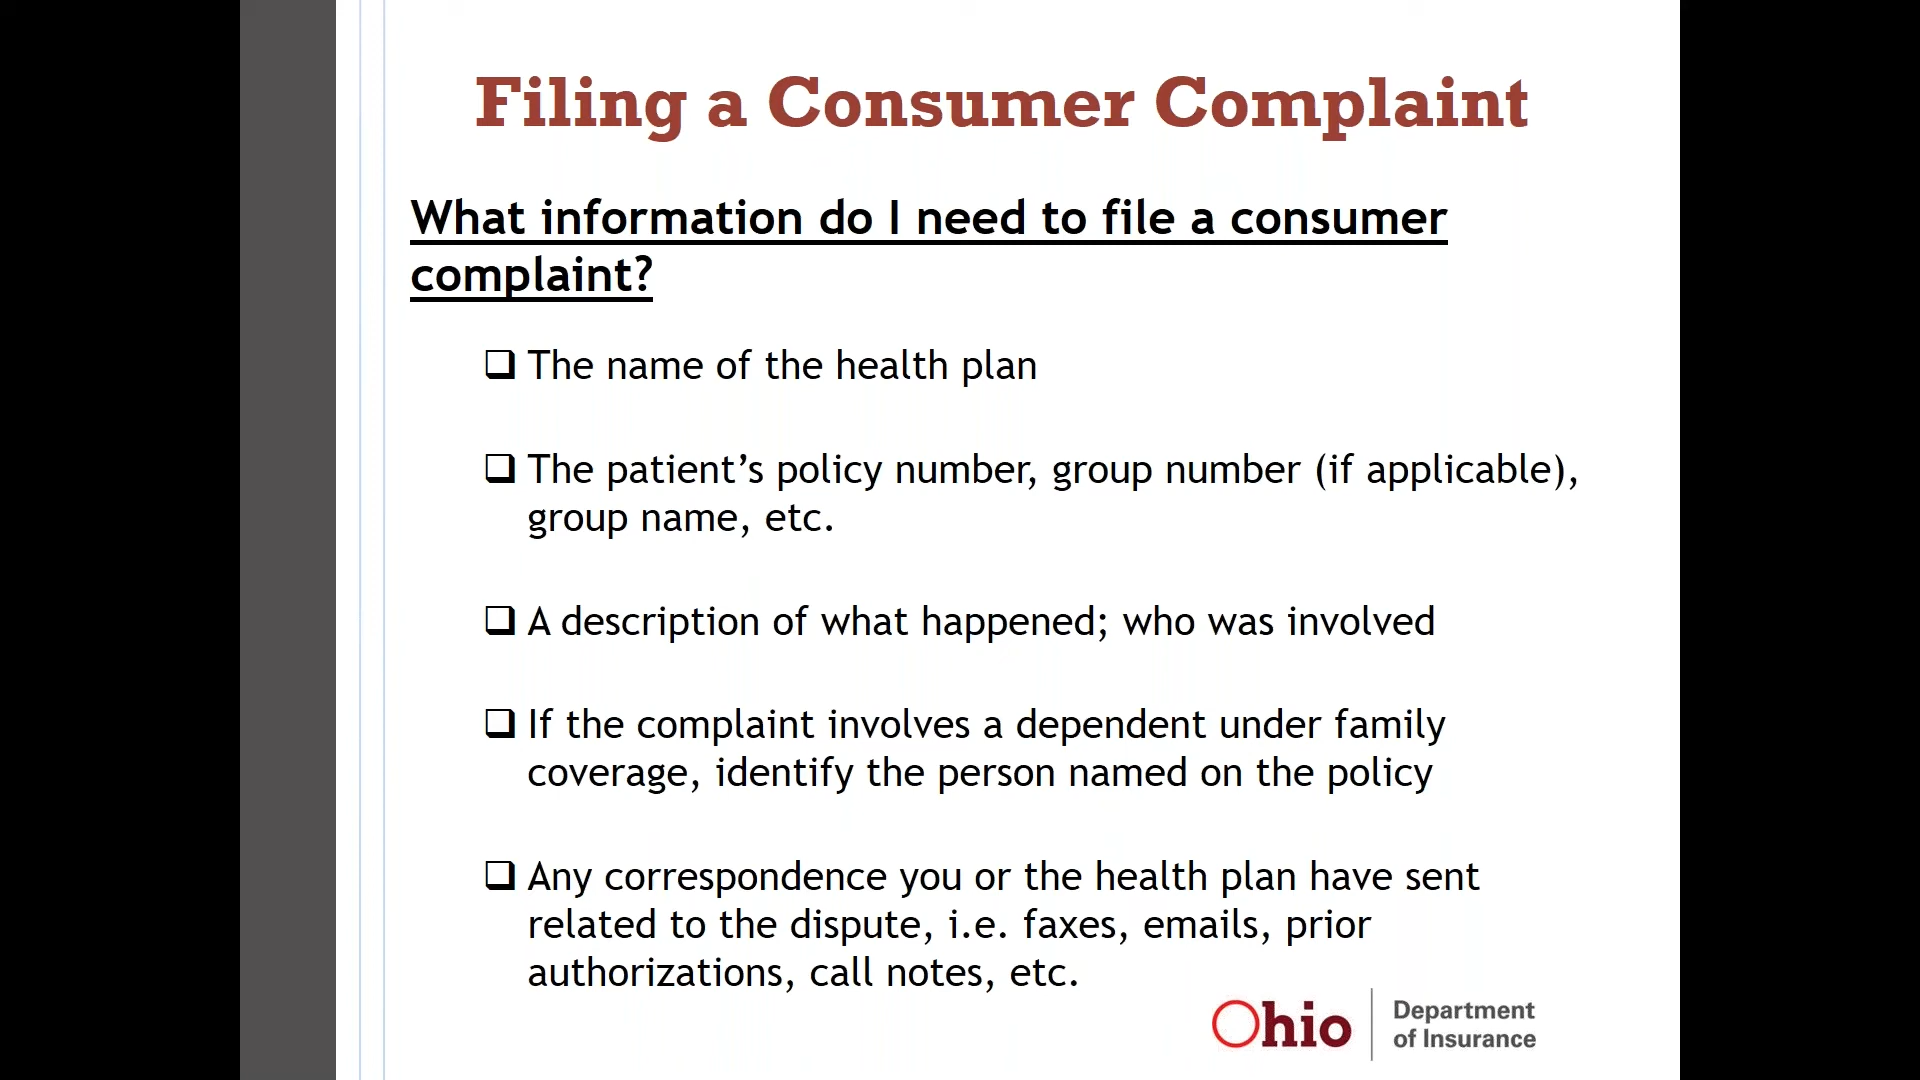 Filing a Consumer Complaint
What information do I need to file a consumer
complaint?
❑ The name of the health plan
❑ The patient’s policy number, group number (if applicable),
group name, etc.
❑ A description of what happened; who was involved
❑ If the complaint involves a dependent under family
coverage, identify the person named on the policy
❑ Any correspondence you or the health plan have sent
related to the dispute, i.e. faxes, emails, prior
authorizations, call notes, etc.
Ohio
Department
of Insurance